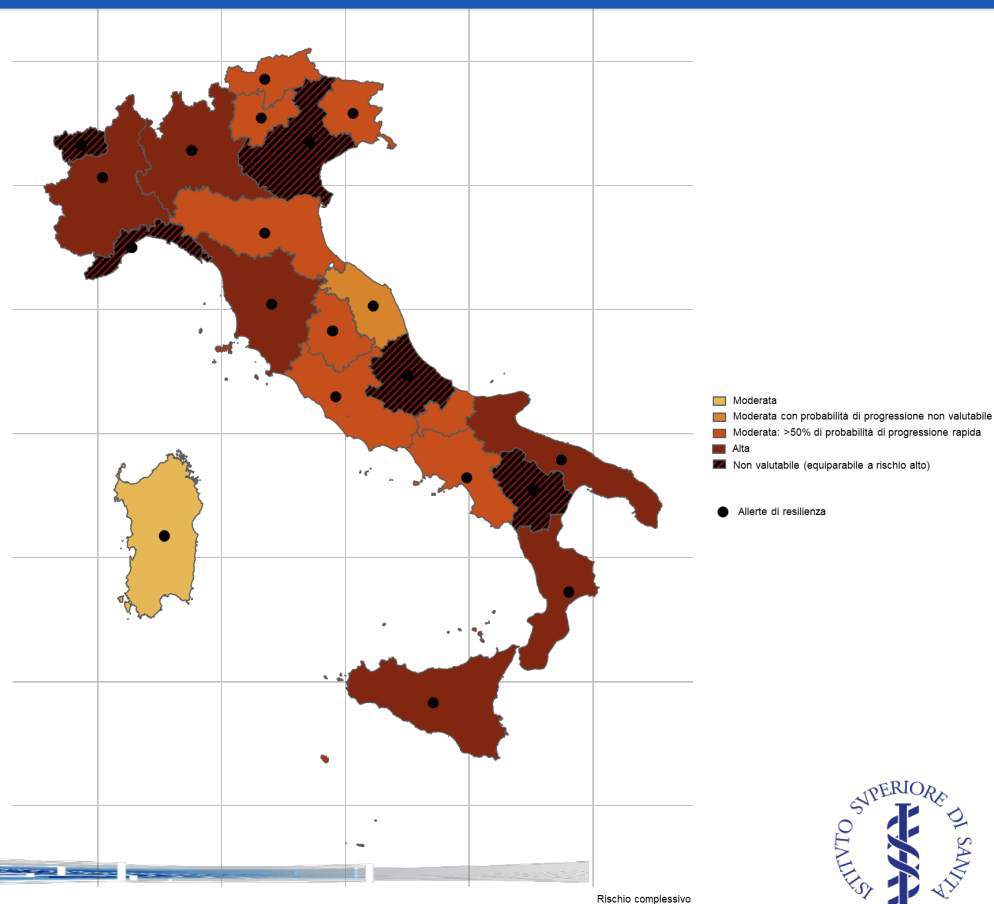 Moderata
Moderata con probabilità di progressione non valutabile
Moderata: >50% di probabilità di progressione rapida
Alta
Non valutabile (equiparabile a rischio alto)
Allerte di resilienza
ISTITVTO SVPERIORE DI SANITÀ
Rischio complessivo